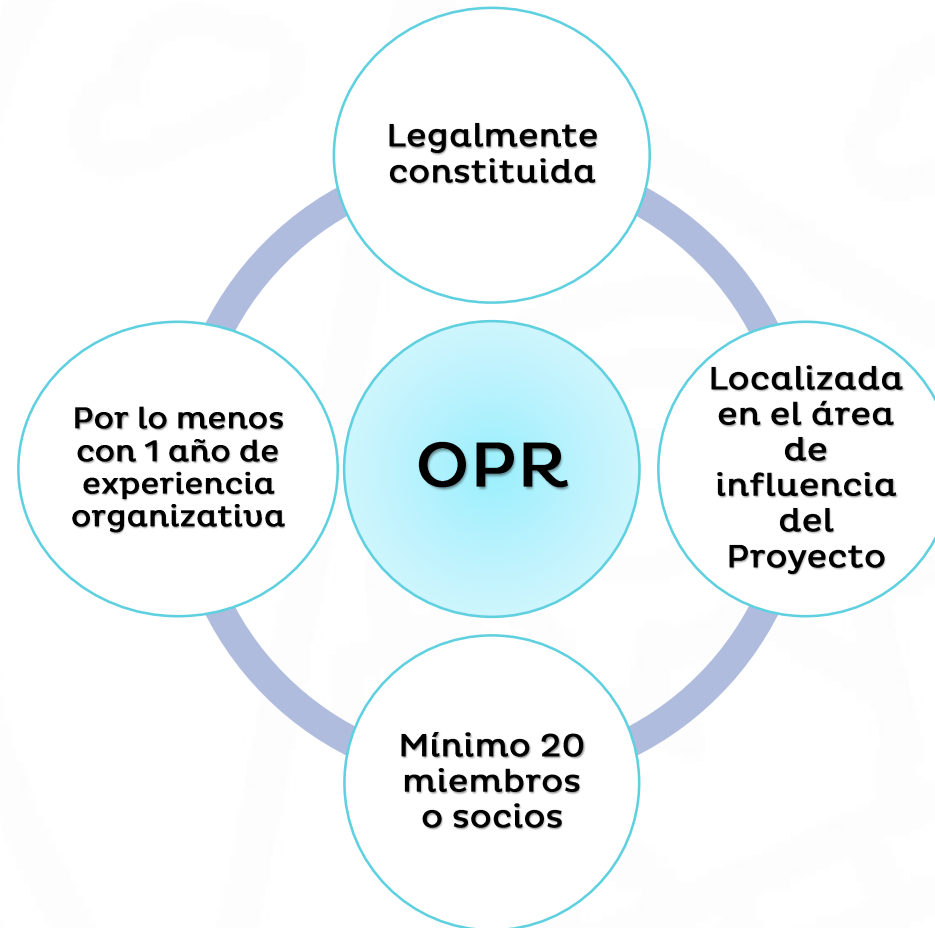 Legalmente
constituida
Por lo menos
con 1 año de
experiencia
organizativa
OPR
Localizada
en el área
de
influencia
del
Proyecto
Mínimo 20
miembros
o socios